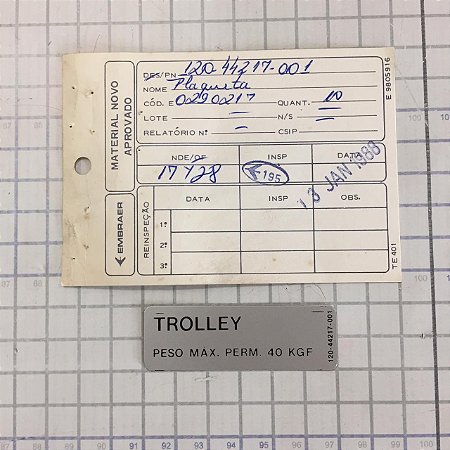 MATERIAL NOVO
APROVADO
EMBRAER
DES/PN 120-44217-001
NOME Plaqueta
CÓD. E 0290217 QUANT. 10
LOTE — N/S —
RELATÓRIO Nº — CSIP.
NDE/OF INSP DATA
17428 195 13 JAN 1988
REINSPEÇÃO
DATA INSP OBS.
1ª
2ª
3ª
E 9805916
TE 401
TROLLEY
PESO MÁX. PERM. 40 KGF
120-44217-001